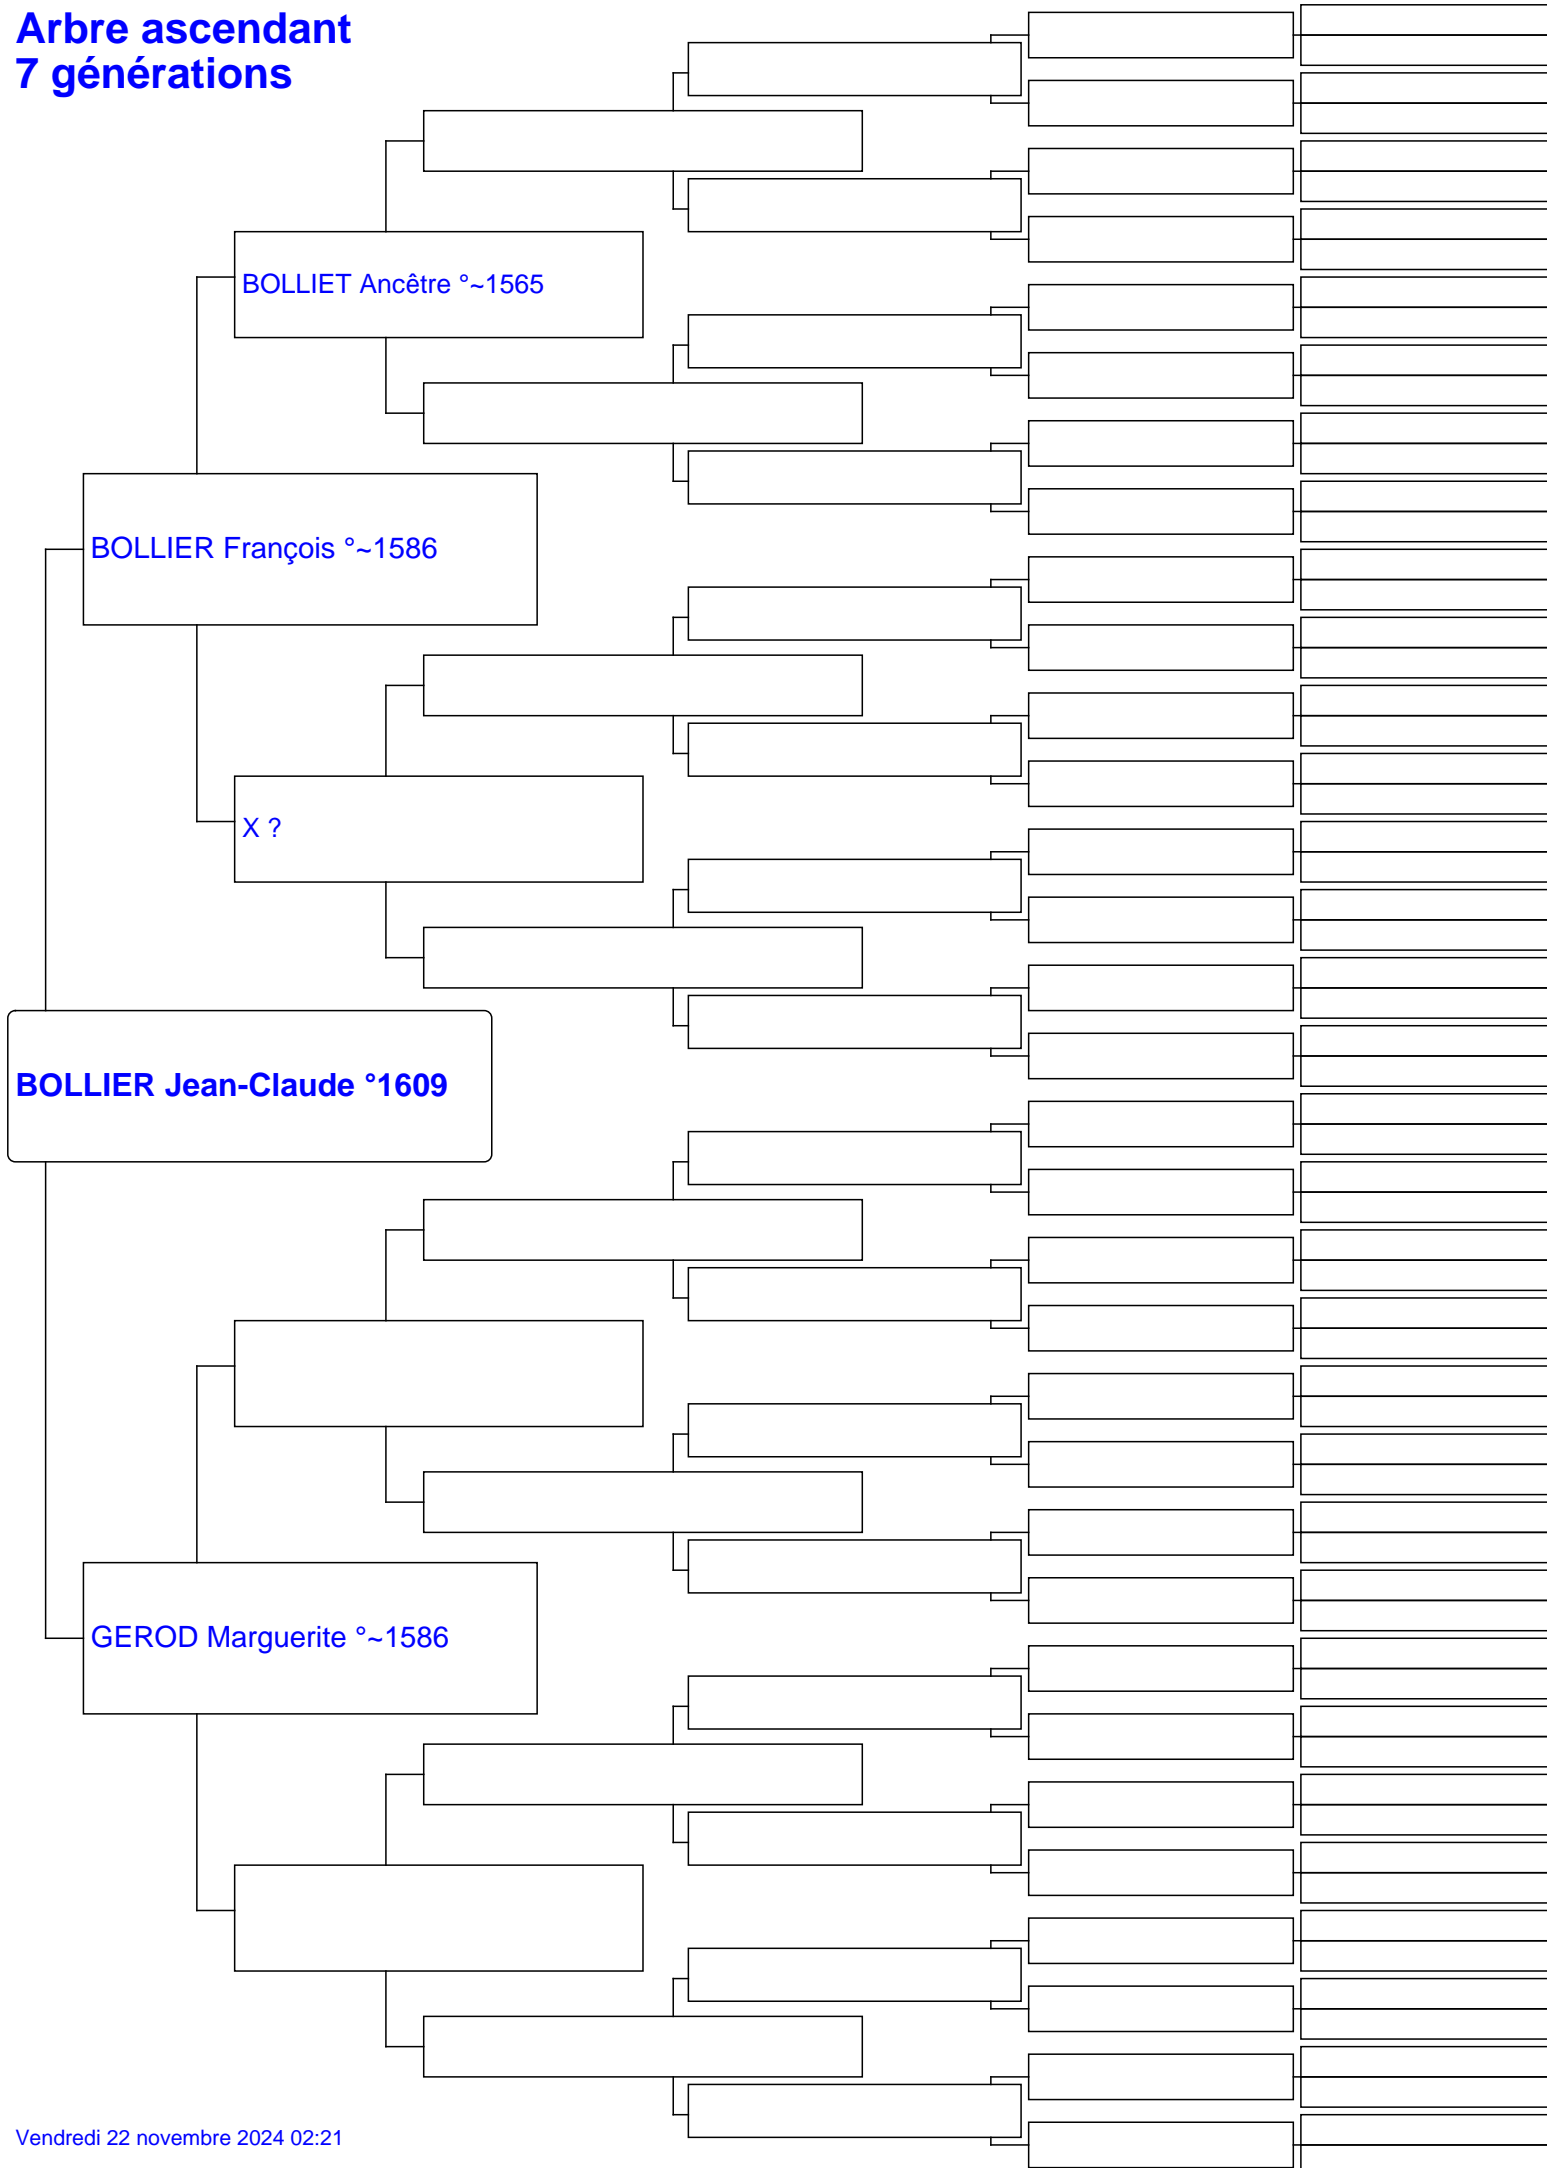 Arbre ascendant
7 générations
BOLLIET Ancêtre °~1565
BOLLIER François °~1586
X ?
BOLLIER Jean-Claude °1609
GEROD Marguerite °~1586
Vendredi 22 novembre 2024 02:21